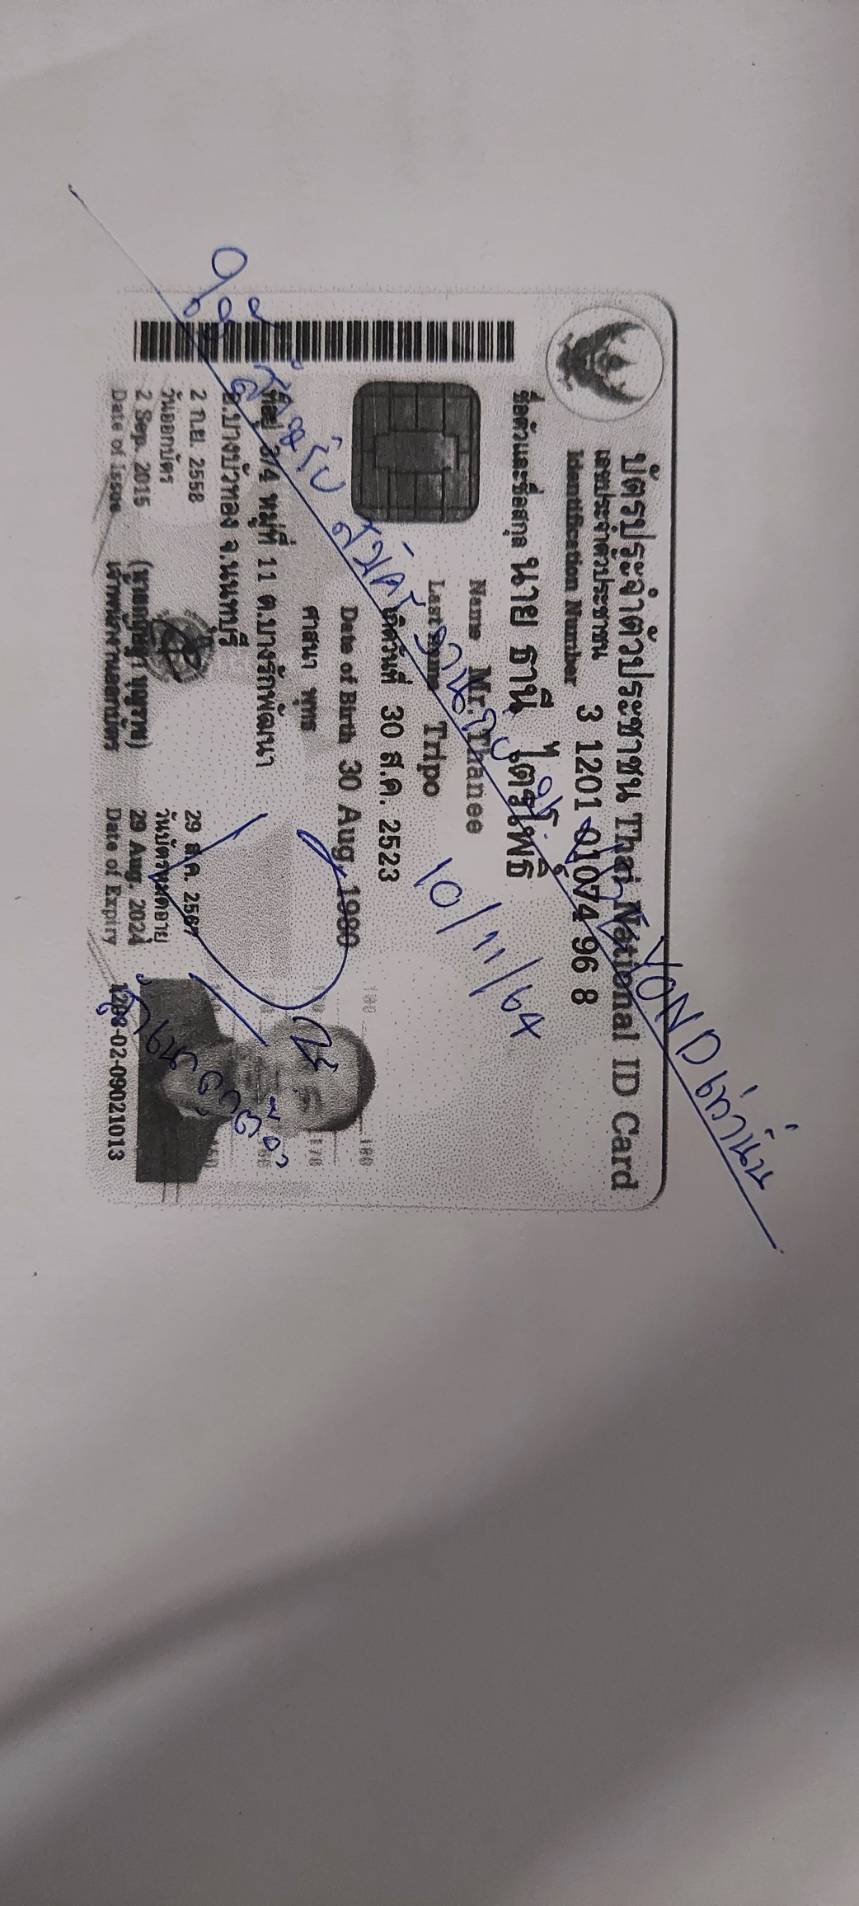 บัตรประจำตัวประชาชน Thai National ID Card
เลขประจำตัวประชาชน
Identification Number 3 1201 01074 96 8
ชื่อตัวและชื่อสกุล นาย ธานี ไตรโพธิ์
Name Mr. Thanee
Last name Tripo
เกิดวันที่ 30 ส.ค. 2523
Date of Birth 30 Aug. 1980
ศาสนา พุทธ
ที่อยู่ 3/4 หมู่ที่ 11 ต.บางรักพัฒนา
อ.บางบัวทอง จ.นนทบุรี
2 ก.ย. 2558
วันออกบัตร
2 Sep. 2015
Date of Issue
บุญราช)
เจ้าพนักงานออกบัตร
29 ส.ค. 2567
วันบัตรหมดอายุ
29 Aug. 2024
Date of Expiry
180 180
170
160
150
1208-02-09021013
ใช้สำหรับ สมัครงานกับ BEYOND เท่านั้น
10/11/64
สำเนาถูกต้อง